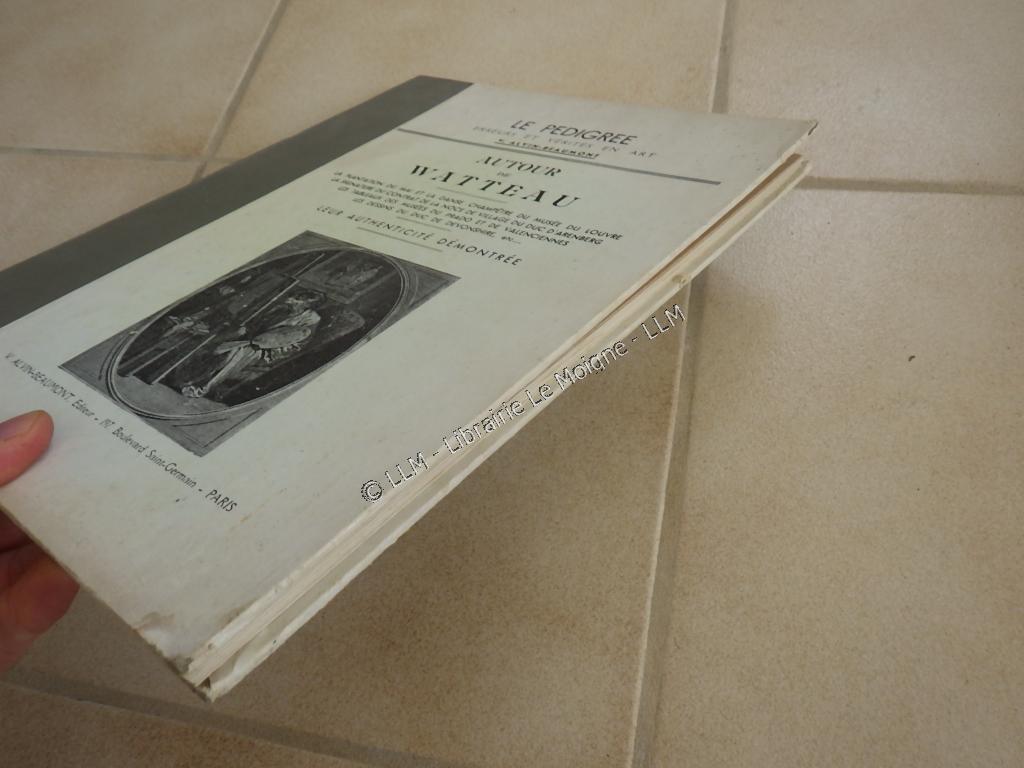 LE PEDIGREE
ERREURS ET VÉRITÉS EN ART
V. ALVIN-BEAUMONT
AUTOUR
DE
WATTEAU
LA PLANTATION DU MAI ET LA DANSE CHAMPÊTRE DU MUSÉE DU LOUVRE
LA SIGNATURE DU CONTRAT DE LA NOCE DE VILLAGE DU DUC D'ARENBERG
LES TABLEAUX DES MUSÉES DU PRADO ET DE VALENCIENNES
LES DESSINS DU DUC DE DEVONSHIRE, etc...
LEUR AUTHENTICITÉ DÉMONTRÉE
V. ALVIN-BEAUMONT, Éditeur - 117, Boulevard Saint-Germain - PARIS
© LLM - Librairie Le Moigne - LLM